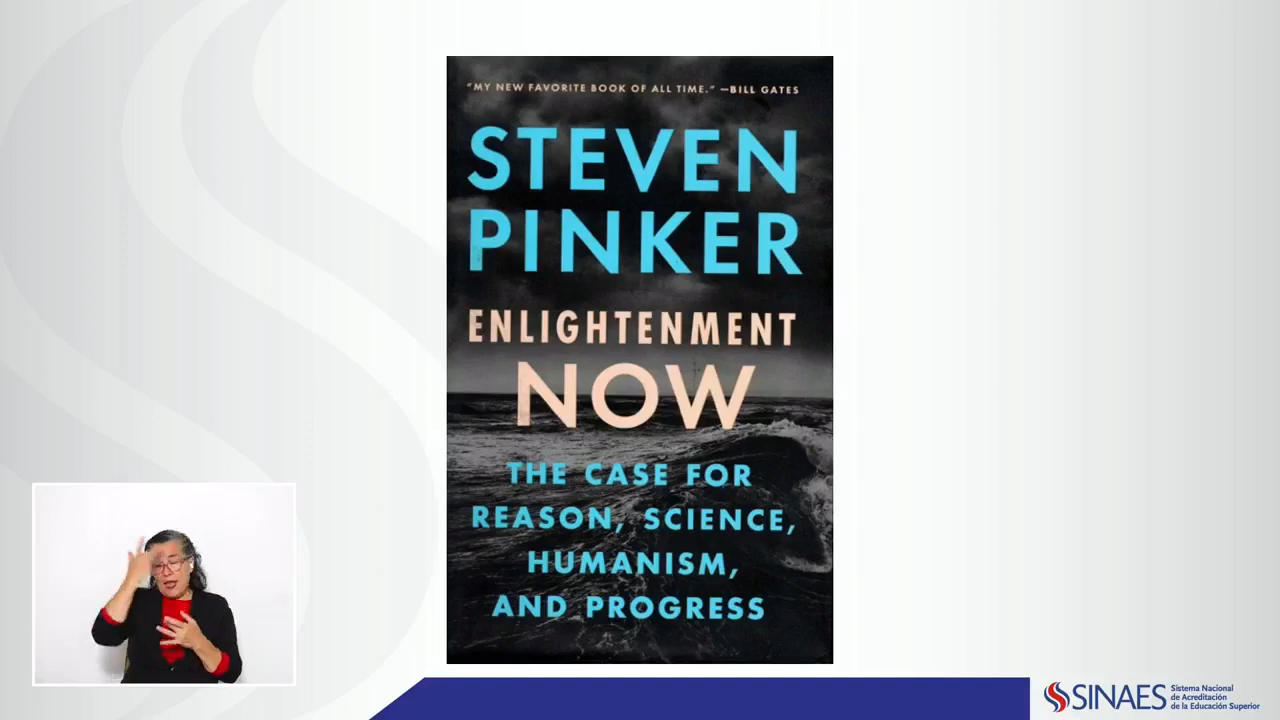 "MY NEW FAVORITE BOOK OF ALL TIME." —BILL GATES
STEVEN
PINKER
ENLIGHTENMENT
NOW
THE CASE FOR
REASON, SCIENCE,
HUMANISM,
AND PROGRESS
SINAES
Sistema Nacional
de Acreditación
de la Educación Superior